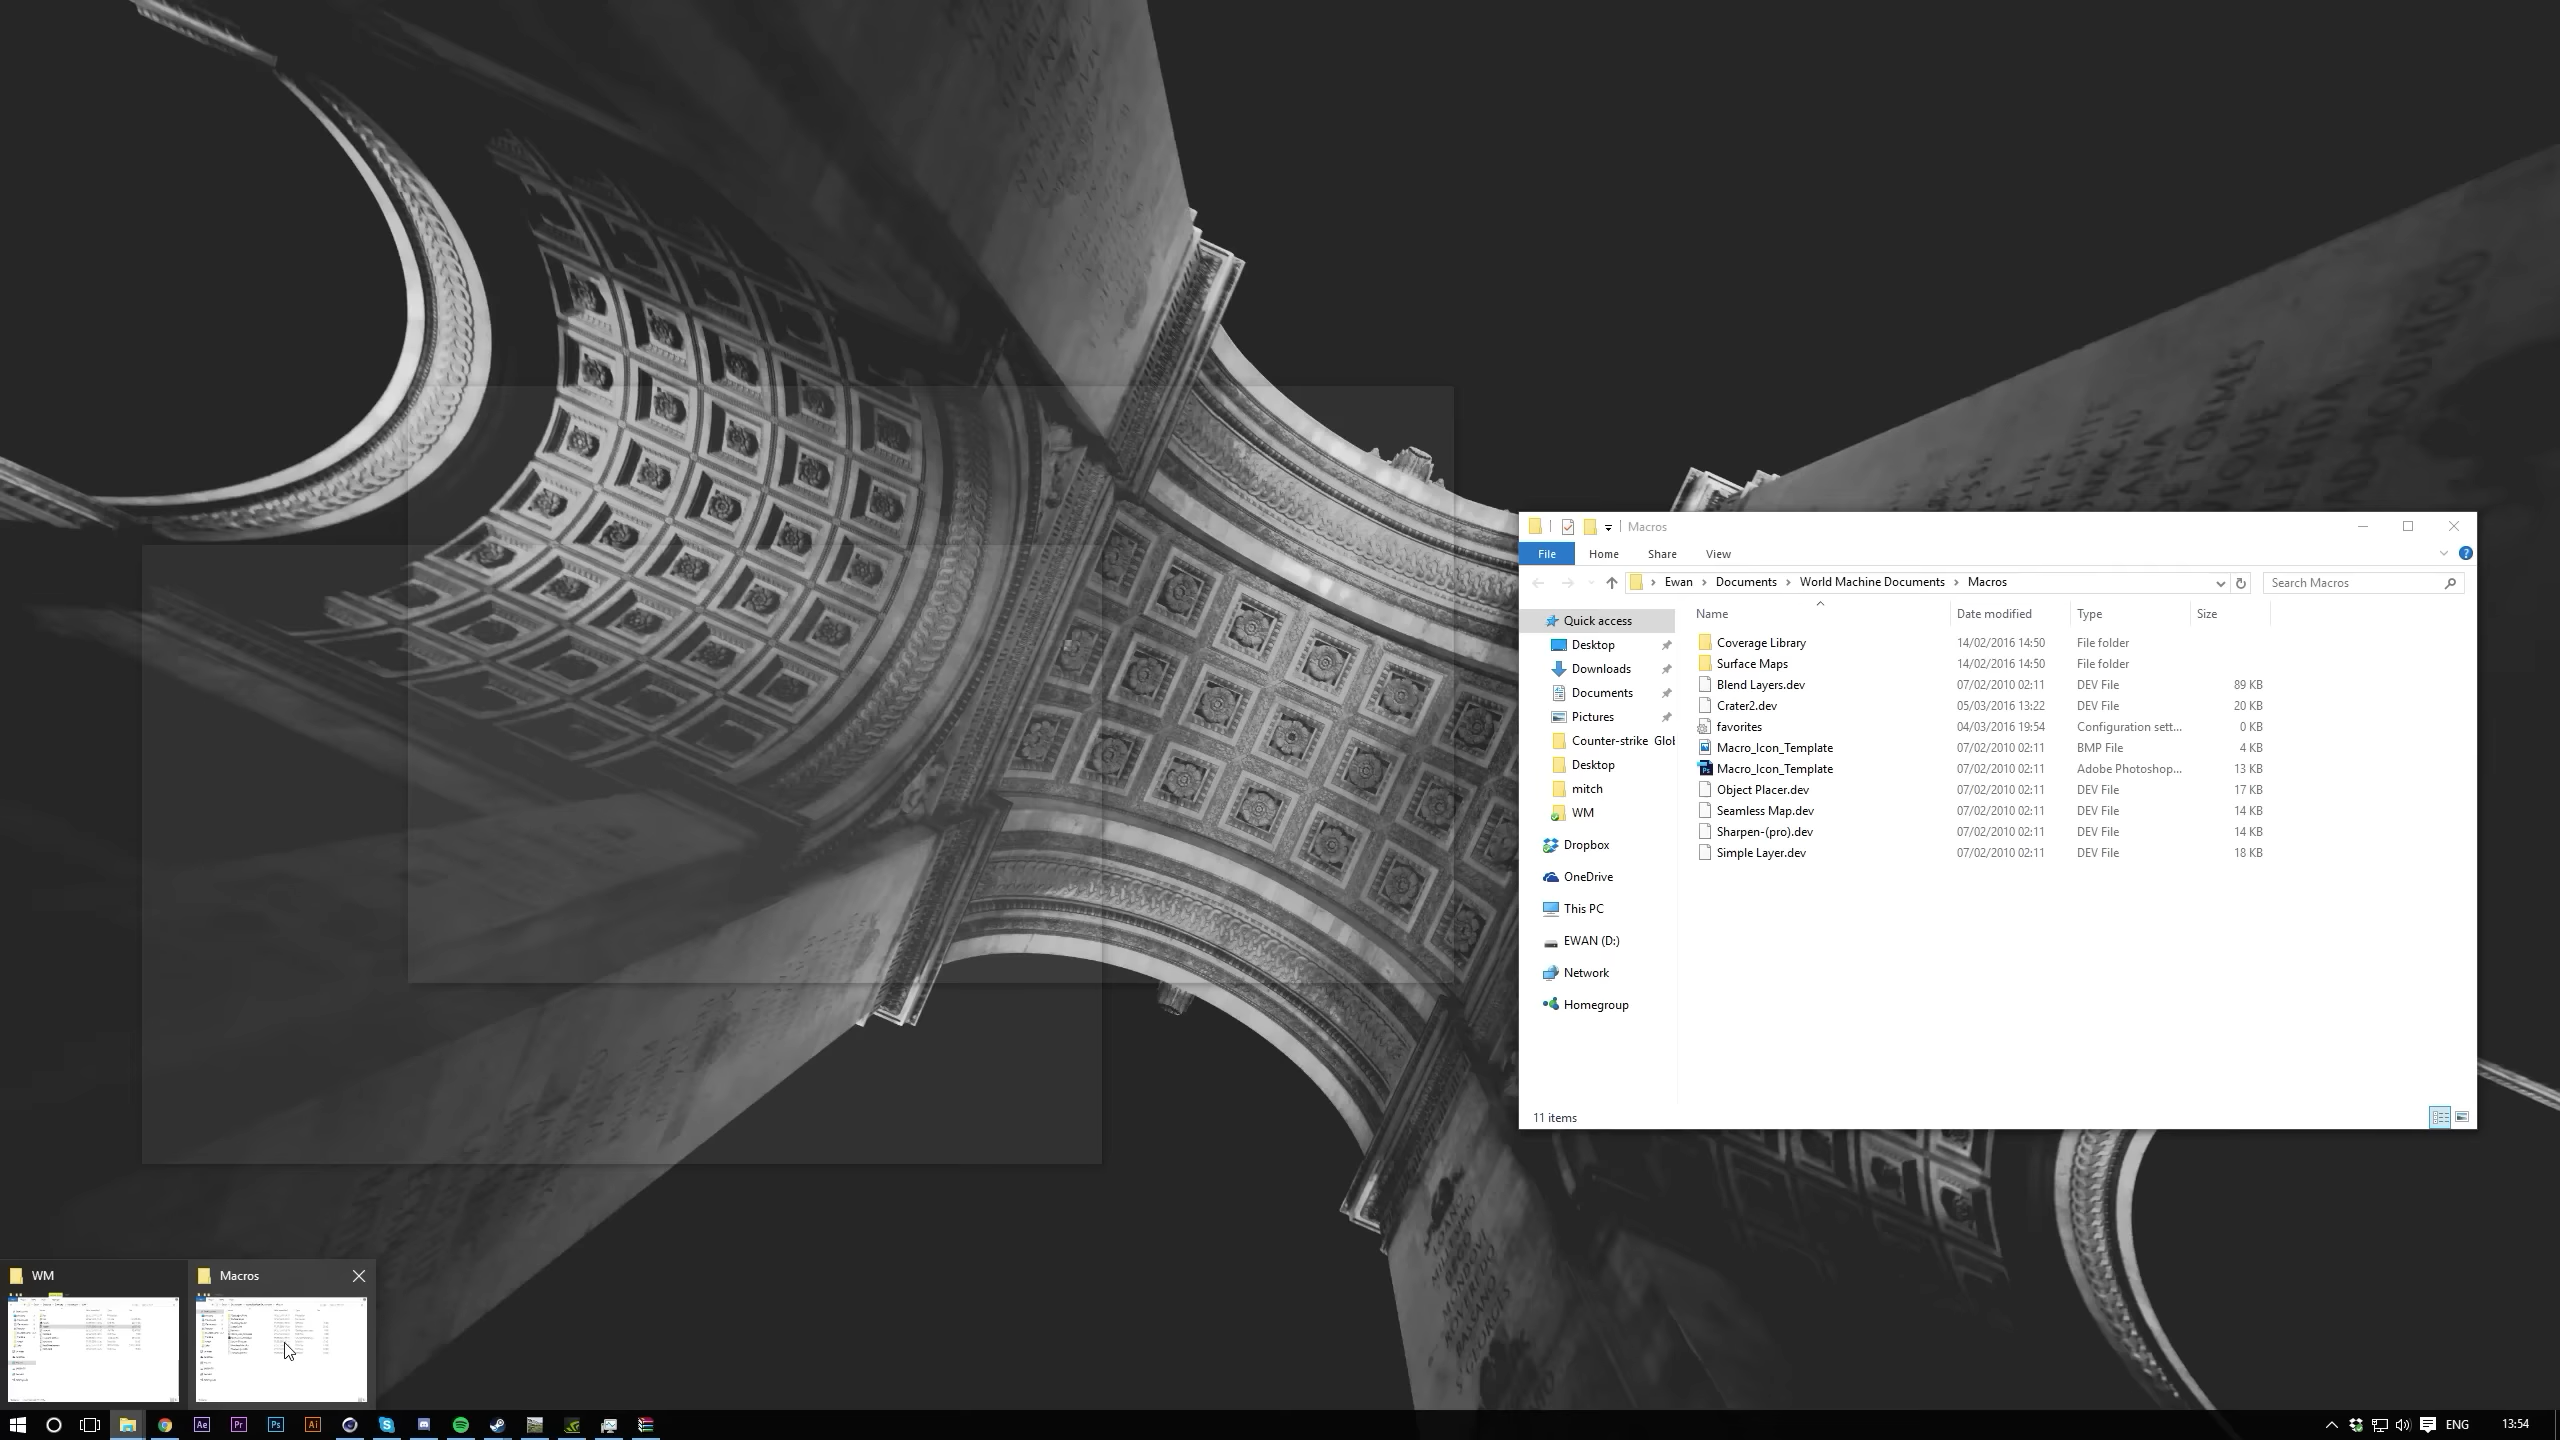 Macros
File Home Share View
Ewan Documents World Machine Documents Macros
Search Macros
Name Date modified Type Size
Quick access
Desktop
Downloads
Documents
Pictures
Counter-strike Glol
Desktop
mitch
WM
Dropbox
OneDrive
This PC
EWAN (D:)
Network
Homegroup
Coverage Library 14/02/2016 14:50 File folder
Surface Maps 14/02/2016 14:50 File folder
Blend Layers.dev 07/02/2010 02:11 DEV File 89 KB
Crater2.dev 05/03/2016 13:22 DEV File 20 KB
favorites 04/03/2016 19:54 Configuration sett... 0 KB
Macro_Icon_Template 07/02/2010 02:11 BMP File 4 KB
Macro_Icon_Template 07/02/2010 02:11 Adobe Photoshop... 13 KB
Object Placer.dev 07/02/2010 02:11 DEV File 17 KB
Seamless Map.dev 07/02/2010 02:11 DEV File 14 KB
Sharpen-(pro).dev 07/02/2010 02:11 DEV File 14 KB
Simple Layer.dev 07/02/2010 02:11 DEV File 18 KB
11 items
WM
Macros
Ae Pr Ps Ai
ENG 13:54